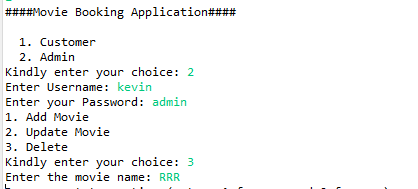 ####Movie Booking Application####
1. Customer
2. Admin
Kindly enter your choice: 2
Enter Username: kevin
Enter your Password: admin
1. Add Movie
2. Update Movie
3. Delete
Kindly enter your choice: 3
Enter the movie name: RRR